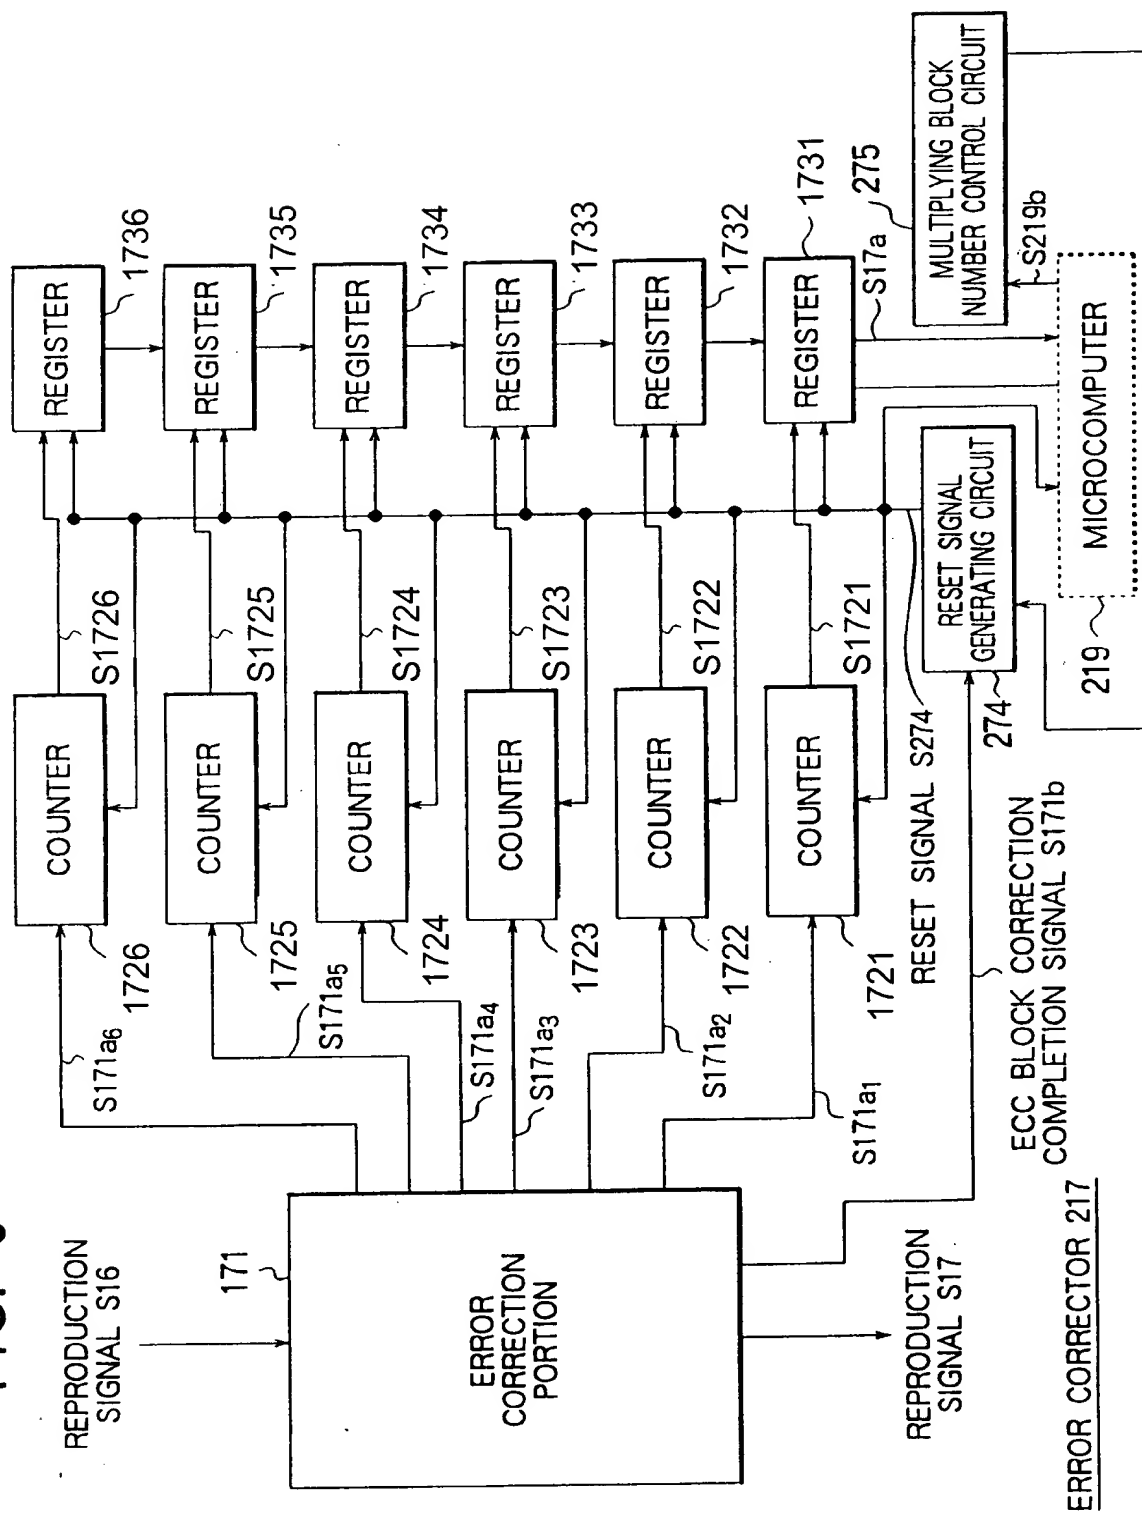 REPRODUCTION
SIGNAL S16
171
ERROR
CORRECTION
PORTION
REPRODUCTION
SIGNAL S17
S171a6
S171a5
S171a4
S171a3
S171a2
S171a1
COUNTER
1726
S1726
REGISTER
1736
COUNTER
1725
S1725
REGISTER
1735
COUNTER
1724
S1724
REGISTER
1734
COUNTER
1723
S1723
REGISTER
1733
COUNTER
1722
S1722
REGISTER
1732
COUNTER
1721
S1721
REGISTER
1731
RESET SIGNAL S274
ECC BLOCK CORRECTION
COMPLETION SIGNAL S171b
RESET SIGNAL
GENERATING CIRCUIT
274
S17a
275
MULTIPLYING BLOCK
NUMBER CONTROL CIRCUIT
S219b
MICROCOMPUTER
219
ERROR CORRECTOR 217